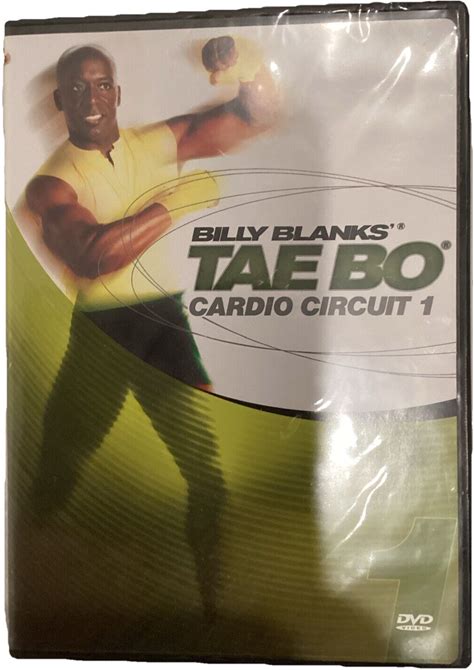 BILLY BLANKS'®
TAE BO®
CARDIO CIRCUIT 1
1
DVD
VIDEO